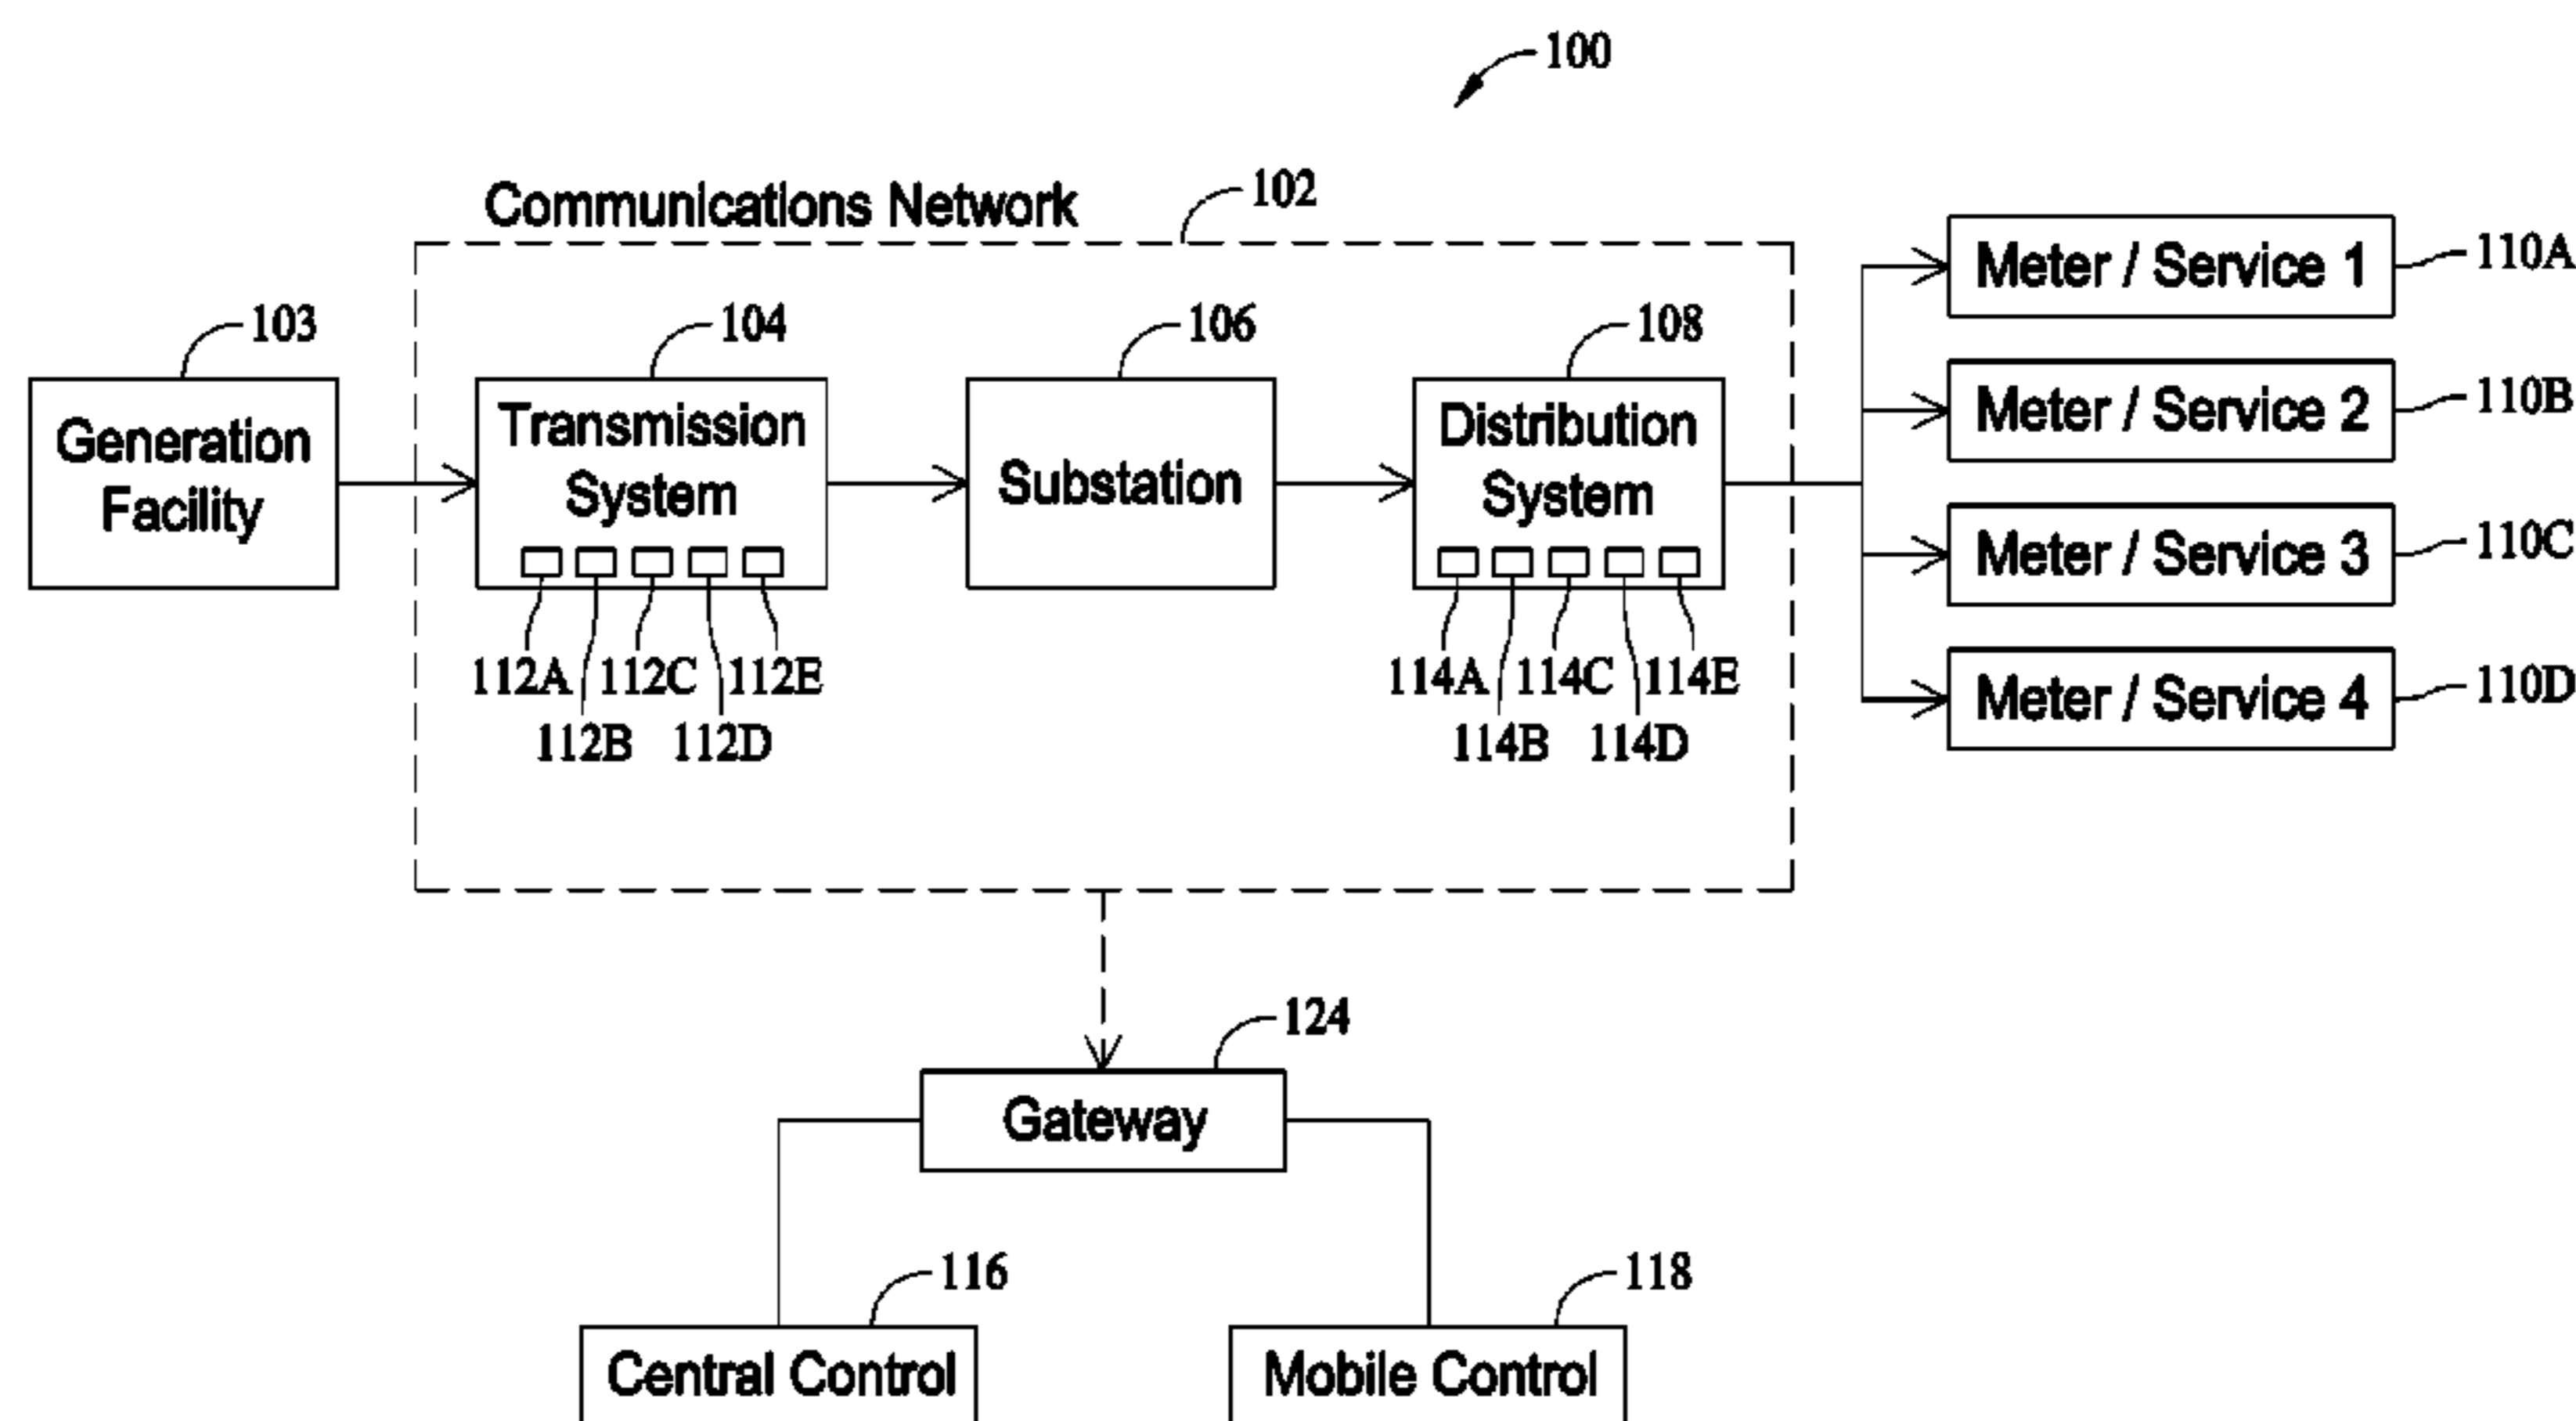 100
Communications Network
102
103
104
106
108
Generation
Facility
Transmission
System
Substation
Distribution
System
112A 112C 112E
112B 112D
114A 114C 114E
114B 114D
Meter / Service 1
110A
Meter / Service 2
110B
Meter / Service 3
110C
Meter / Service 4
110D
124
Gateway
116
Central Control
118
Mobile Control